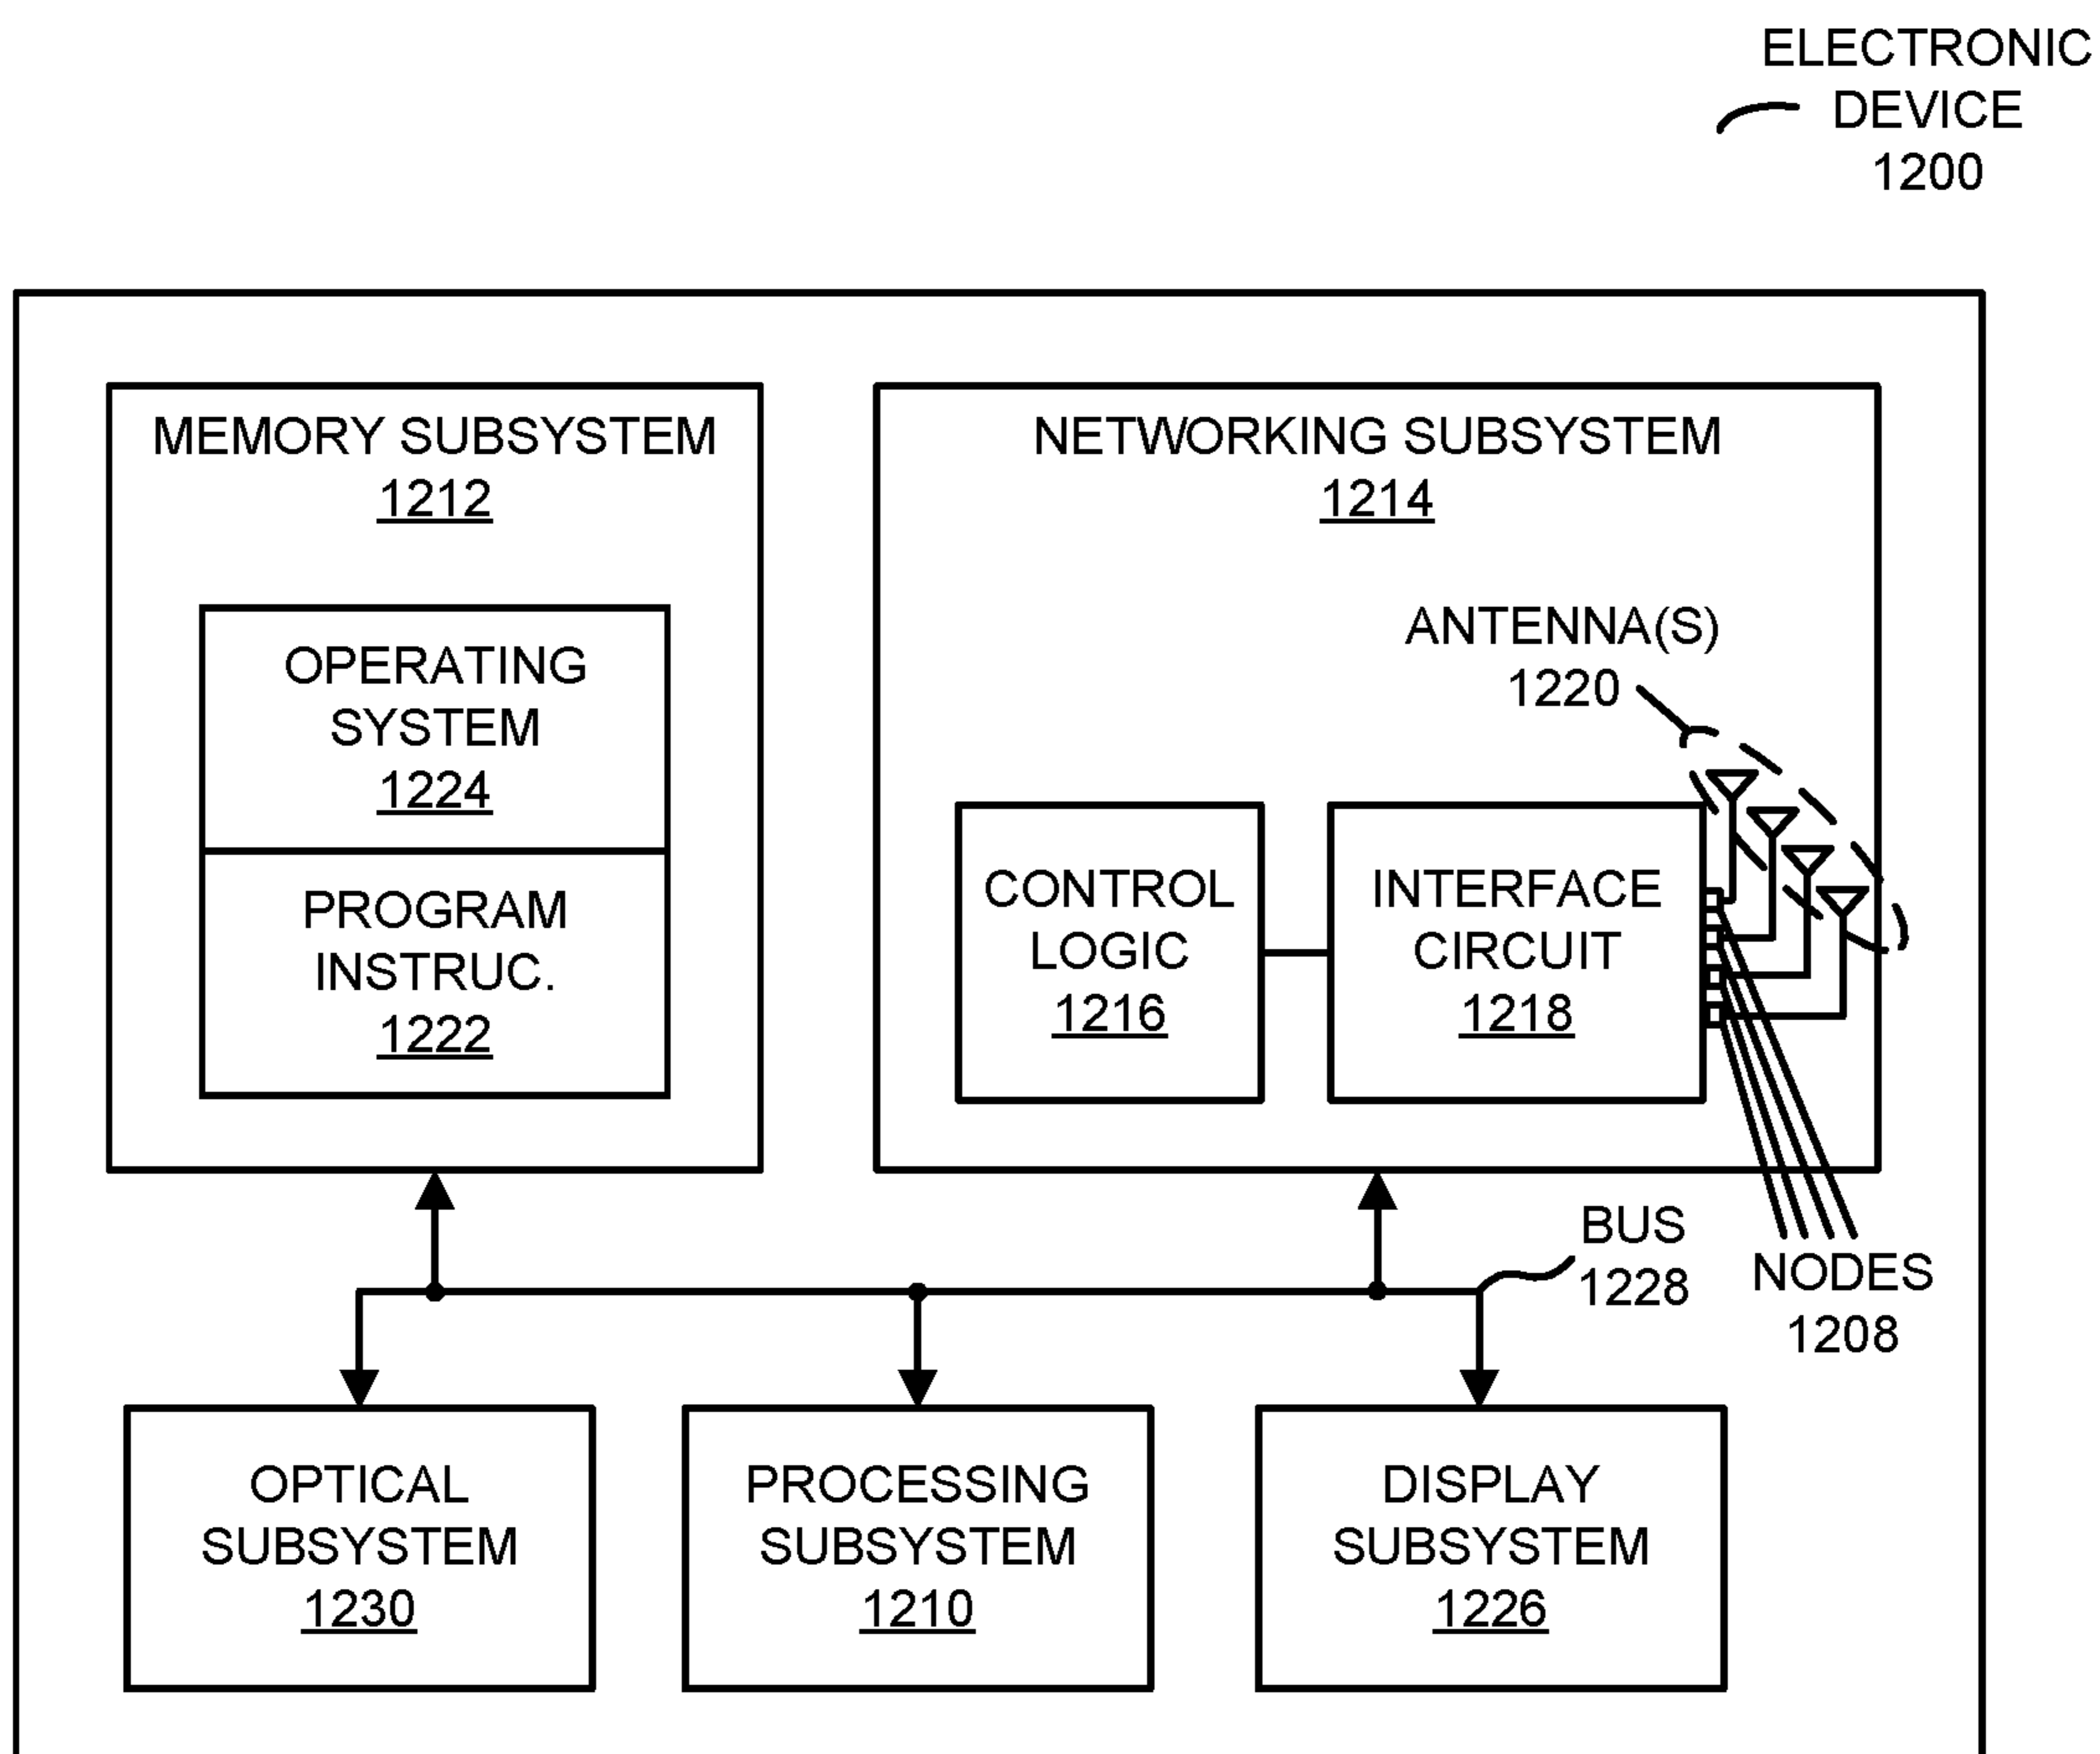 ELECTRONIC
DEVICE
1200
MEMORY SUBSYSTEM
1212
OPERATING
SYSTEM
1224
PROGRAM
INSTRUC.
1222
NETWORKING SUBSYSTEM
1214
ANTENNA(S)
1220
CONTROL
LOGIC
1216
INTERFACE
CIRCUIT
1218
BUS
1228
NODES
1208
OPTICAL
SUBSYSTEM
1230
PROCESSING
SUBSYSTEM
1210
DISPLAY
SUBSYSTEM
1226